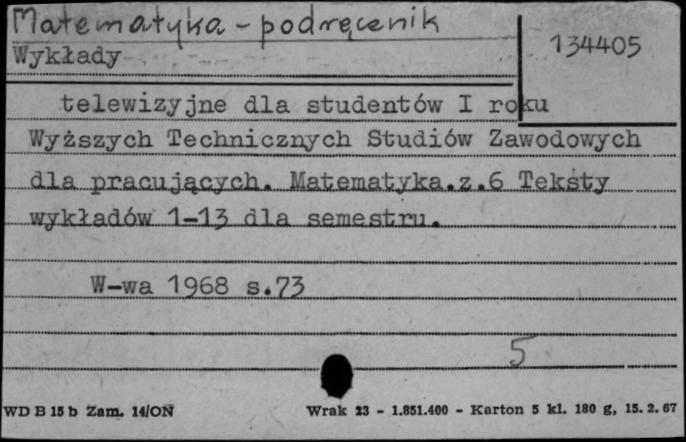 Matematyka - podręcenik
134405
Wykłady
telewizyjne dla studentów I roku
Wyższych Technicznych Studiów Zawodowych
dla pracujących. Matematyka.z.6 Teksty
wykładów 1-13 dla semestru.
W-wa 1968 s.73
5
WD B 15 b Zam. 14/ON Wrak 23 - 1.851.400 - Karton 5 kl. 180 g, 15. 2. 67